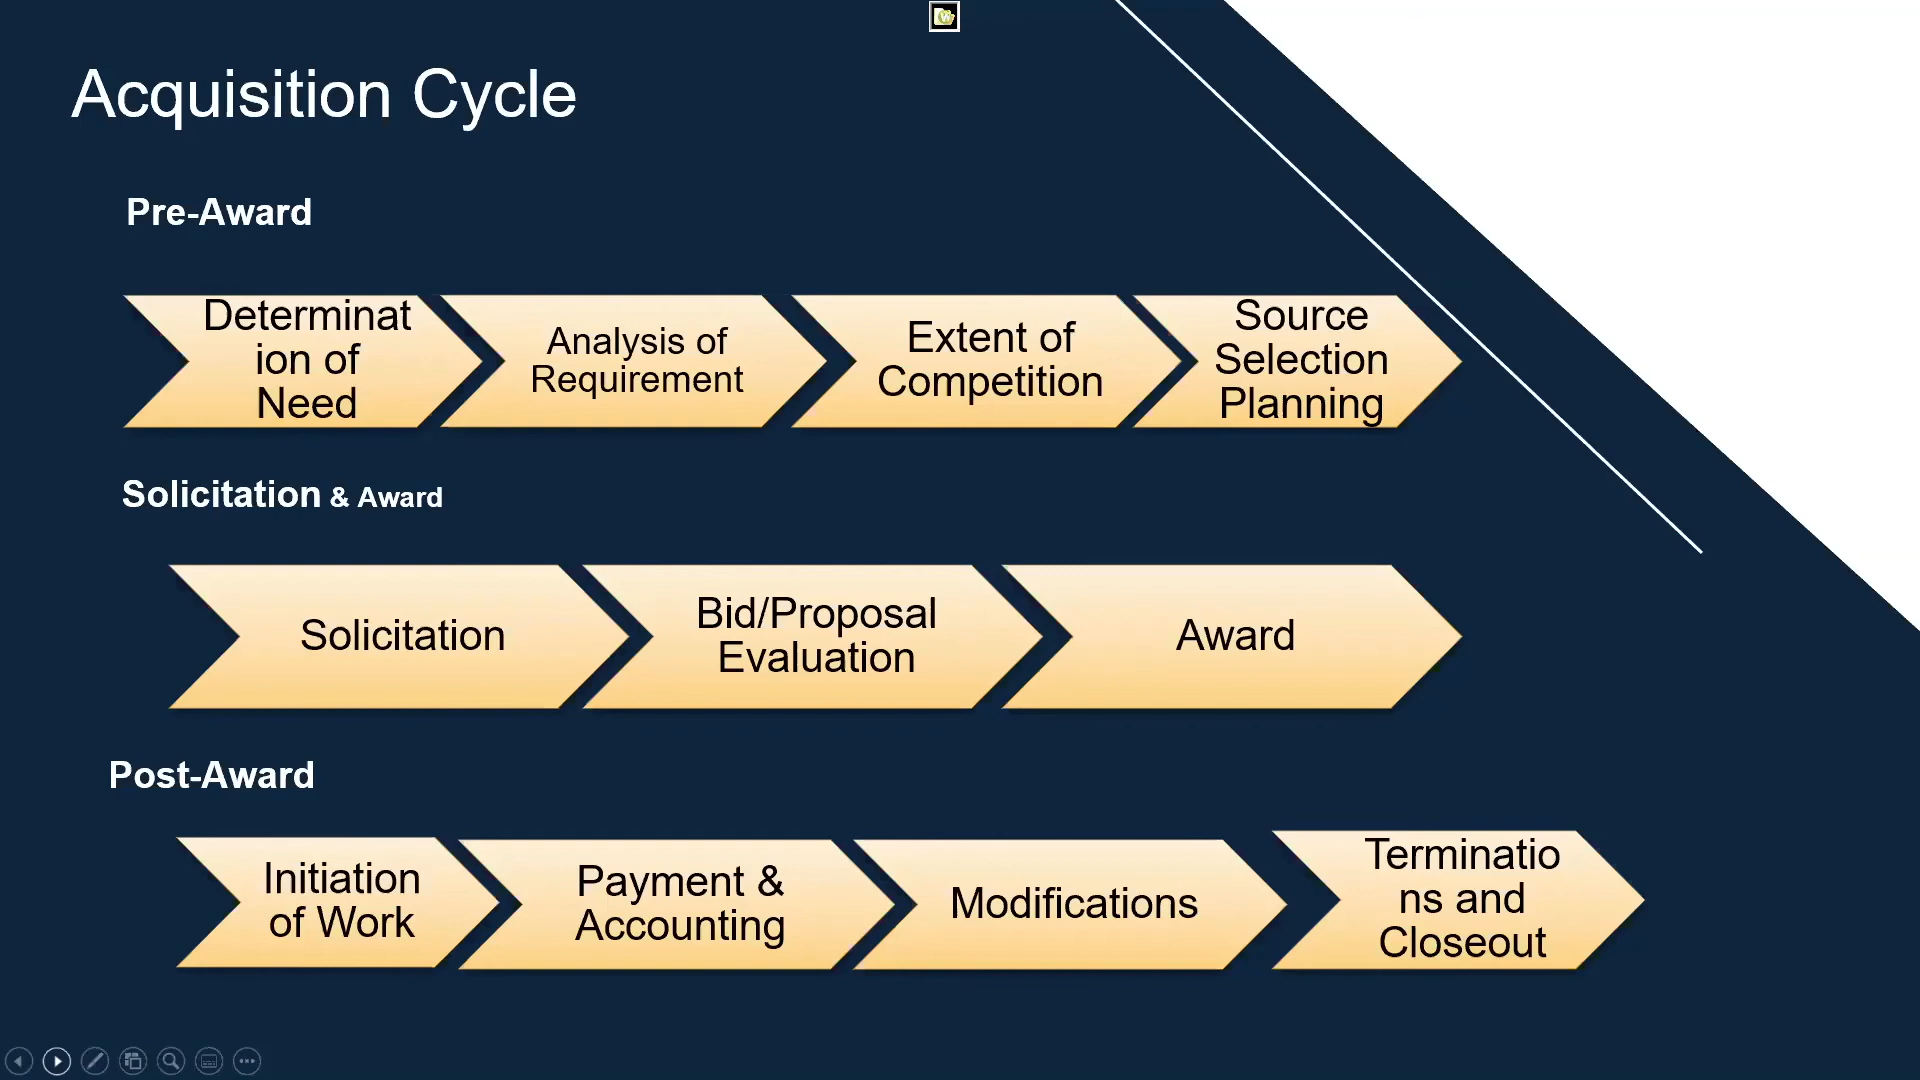 Acquisition Cycle
Pre-Award
Determinat
ion of
Need
Analysis of
Requirement
Extent of
Competition
Source
Selection
Planning
Solicitation & Award
Solicitation
Bid/Proposal
Evaluation
Award
Post-Award
Initiation
of Work
Payment &
Accounting
Modifications
Terminatio
ns and
Closeout